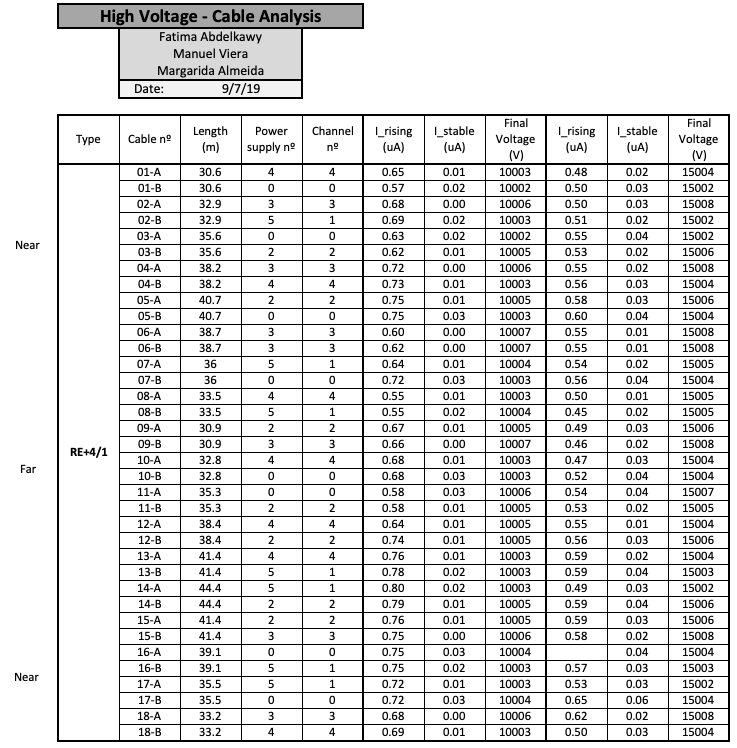 High Voltage - Cable Analysis
Fatima Abdelkawy
Manuel Viera
Margarida Almeida
Date: 9/7/19
Type Cable nº Length (m) Power supply nº Channel nº I_rising (uA) I_stable (uA) Final Voltage (V) I_rising (uA) I_stable (uA) Final Voltage (V)
01-A 30.6 4 4 0.65 0.01 10003 0.48 0.02 15004
01-B 30.6 0 0 0.57 0.02 10002 0.50 0.03 15002
02-A 32.9 3 3 0.68 0.00 10006 0.50 0.03 15008
02-B 32.9 5 1 0.69 0.02 10003 0.51 0.02 15002
03-A 35.6 0 0 0.63 0.02 10002 0.55 0.04 15002
Near
03-B 35.6 2 2 0.62 0.01 10005 0.53 0.02 15006
04-A 38.2 3 3 0.72 0.00 10006 0.55 0.02 15008
04-B 38.2 4 4 0.73 0.01 10003 0.56 0.03 15004
05-A 40.7 2 2 0.75 0.01 10005 0.58 0.03 15006
05-B 40.7 0 0 0.75 0.03 10003 0.60 0.04 15004
06-A 38.7 3 3 0.60 0.00 10007 0.55 0.01 15008
06-B 38.7 3 3 0.62 0.00 10007 0.55 0.01 15008
07-A 36 5 1 0.64 0.01 10004 0.54 0.02 15005
07-B 36 0 0 0.72 0.03 10003 0.56 0.04 15004
08-A 33.5 4 4 0.55 0.01 10003 0.50 0.01 15005
08-B 33.5 5 1 0.55 0.02 10004 0.45 0.02 15005
09-A 30.9 2 2 0.67 0.01 10005 0.49 0.03 15006
09-B 30.9 3 3 0.66 0.00 10007 0.46 0.02 15008
RE+4/1
10-A 32.8 4 4 0.68 0.01 10003 0.47 0.03 15004
Far
10-B 32.8 0 0 0.68 0.03 10003 0.52 0.04 15004
11-A 35.3 0 0 0.58 0.03 10006 0.54 0.04 15007
11-B 35.3 2 2 0.58 0.01 10005 0.53 0.02 15005
12-A 38.4 4 4 0.64 0.01 10005 0.55 0.01 15004
12-B 38.4 2 2 0.74 0.01 10005 0.56 0.03 15006
13-A 41.4 4 4 0.76 0.01 10003 0.59 0.02 15004
13-B 41.4 5 1 0.78 0.02 10003 0.59 0.04 15003
14-A 44.4 5 1 0.80 0.02 10003 0.49 0.03 15002
14-B 44.4 2 2 0.79 0.01 10005 0.59 0.04 15006
15-A 41.4 2 2 0.76 0.01 10005 0.59 0.03 15006
15-B 41.4 3 3 0.75 0.00 10006 0.58 0.02 15008
16-A 39.1 0 0 0.75 0.03 10004 0.04 15004
16-B 39.1 5 1 0.75 0.02 10003 0.57 0.03 15003
Near
17-A 35.5 5 1 0.72 0.01 10003 0.53 0.03 15002
17-B 35.5 0 0 0.72 0.03 10004 0.65 0.06 15004
18-A 33.2 3 3 0.68 0.00 10006 0.62 0.02 15008
18-B 33.2 4 4 0.69 0.01 10003 0.50 0.03 15004